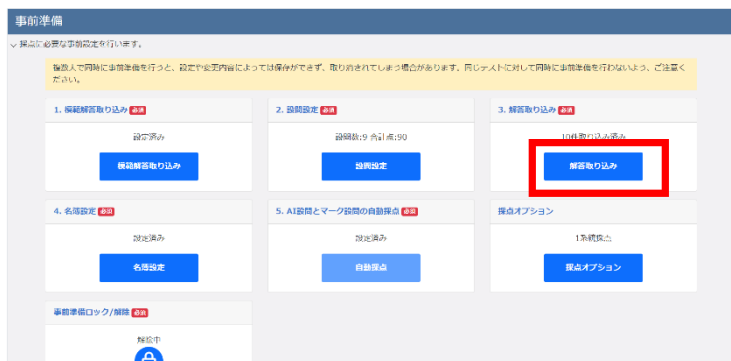 事前準備
採点に必要な事前設定を行います。
複数人で同時に事前準備を行うと、設定や変更内容によっては保存ができず、取り消されてしまう場合があります。同じテストに対して同時に事前準備を行わないよう、ご注意ください。
1. 模範解答取り込み 必須
設定済み
模範解答取り込み
2. 設問設定 必須
設問数:9 合計点:90
設問設定
3. 解答取り込み 必須
10件取り込み済み
解答取り込み
4. 名簿設定 必須
設定済み
名簿設定
5. AI設問とマーク設問の自動採点 必須
設定済み
自動採点
採点オプション
1系統採点
採点オプション
事前準備ロック/解除 必須
解除中